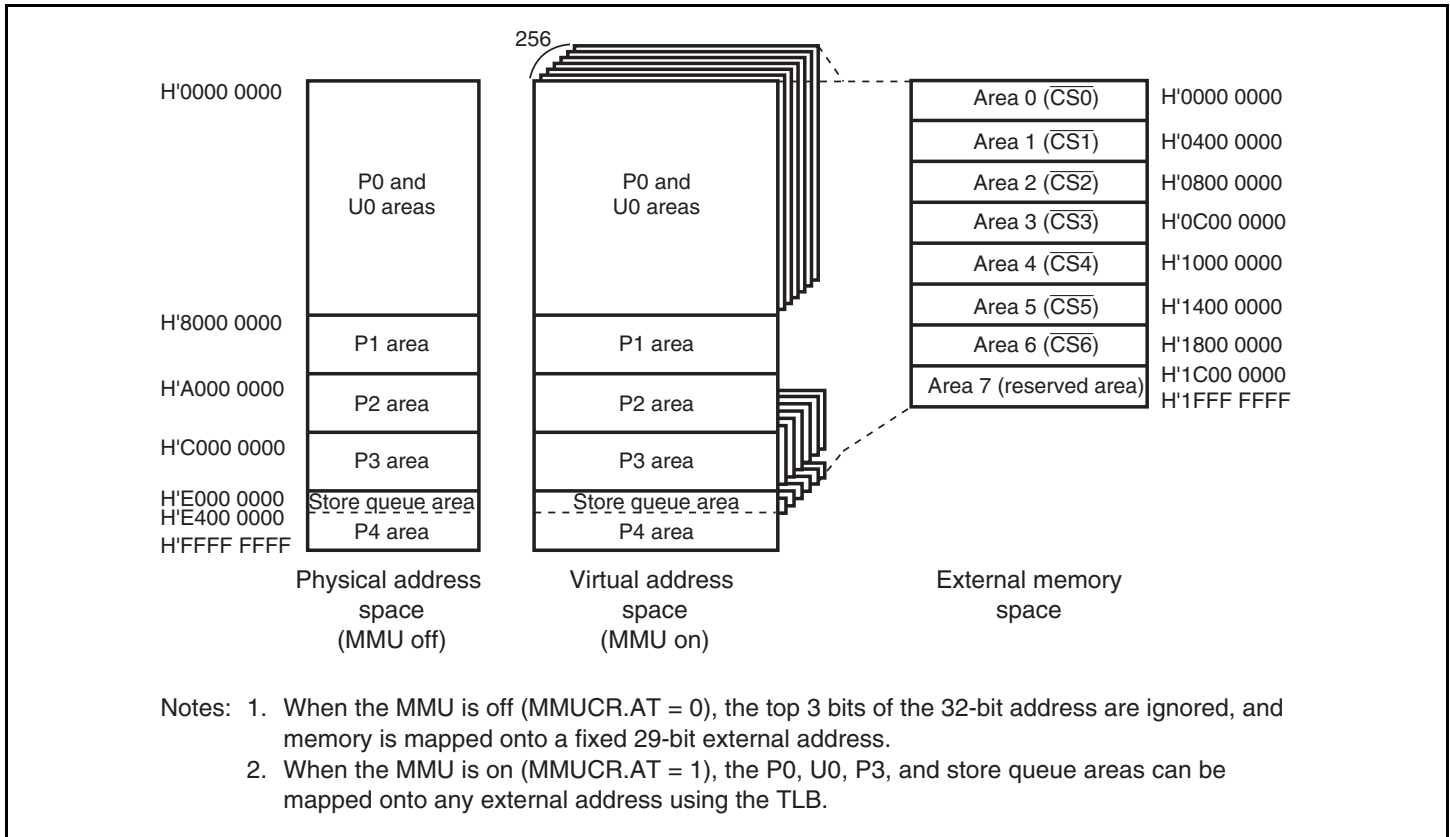 256
H'0000 0000
H'8000 0000
H'A000 0000
H'C000 0000
H'E000 0000
H'E400 0000
H'FFFF FFFF
P0 and
U0 areas
P1 area
P2 area
P3 area
Store queue area
P4 area
Physical address
space
(MMU off)
P0 and
U0 areas
P1 area
P2 area
P3 area
Store queue area
P4 area
Virtual address
space
(MMU on)
Area 0 (C̅S̅0̅) H'0000 0000
Area 1 (C̅S̅1̅) H'0400 0000
Area 2 (C̅S̅2̅) H'0800 0000
Area 3 (C̅S̅3̅) H'0C00 0000
Area 4 (C̅S̅4̅) H'1000 0000
Area 5 (C̅S̅5̅) H'1400 0000
Area 6 (C̅S̅6̅) H'1800 0000
Area 7 (reserved area) H'1C00 0000
H'1FFF FFFF
External memory
space
Notes: 1. When the MMU is off (MMUCR.AT = 0), the top 3 bits of the 32-bit address are ignored, and
memory is mapped onto a fixed 29-bit external address.
2. When the MMU is on (MMUCR.AT = 1), the P0, U0, P3, and store queue areas can be
mapped onto any external address using the TLB.